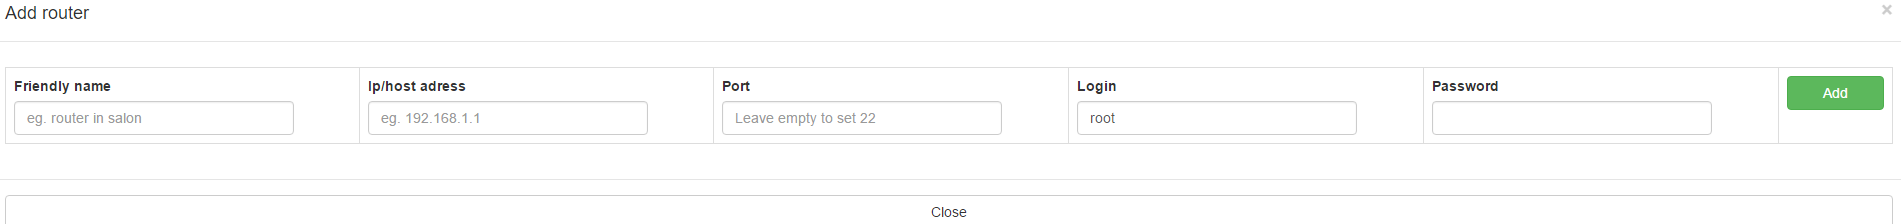 Add router ×
Friendly name Ip/host adress Port Login Password Add
eg. router in salon eg. 192.168.1.1 Leave empty to set 22 root
Close